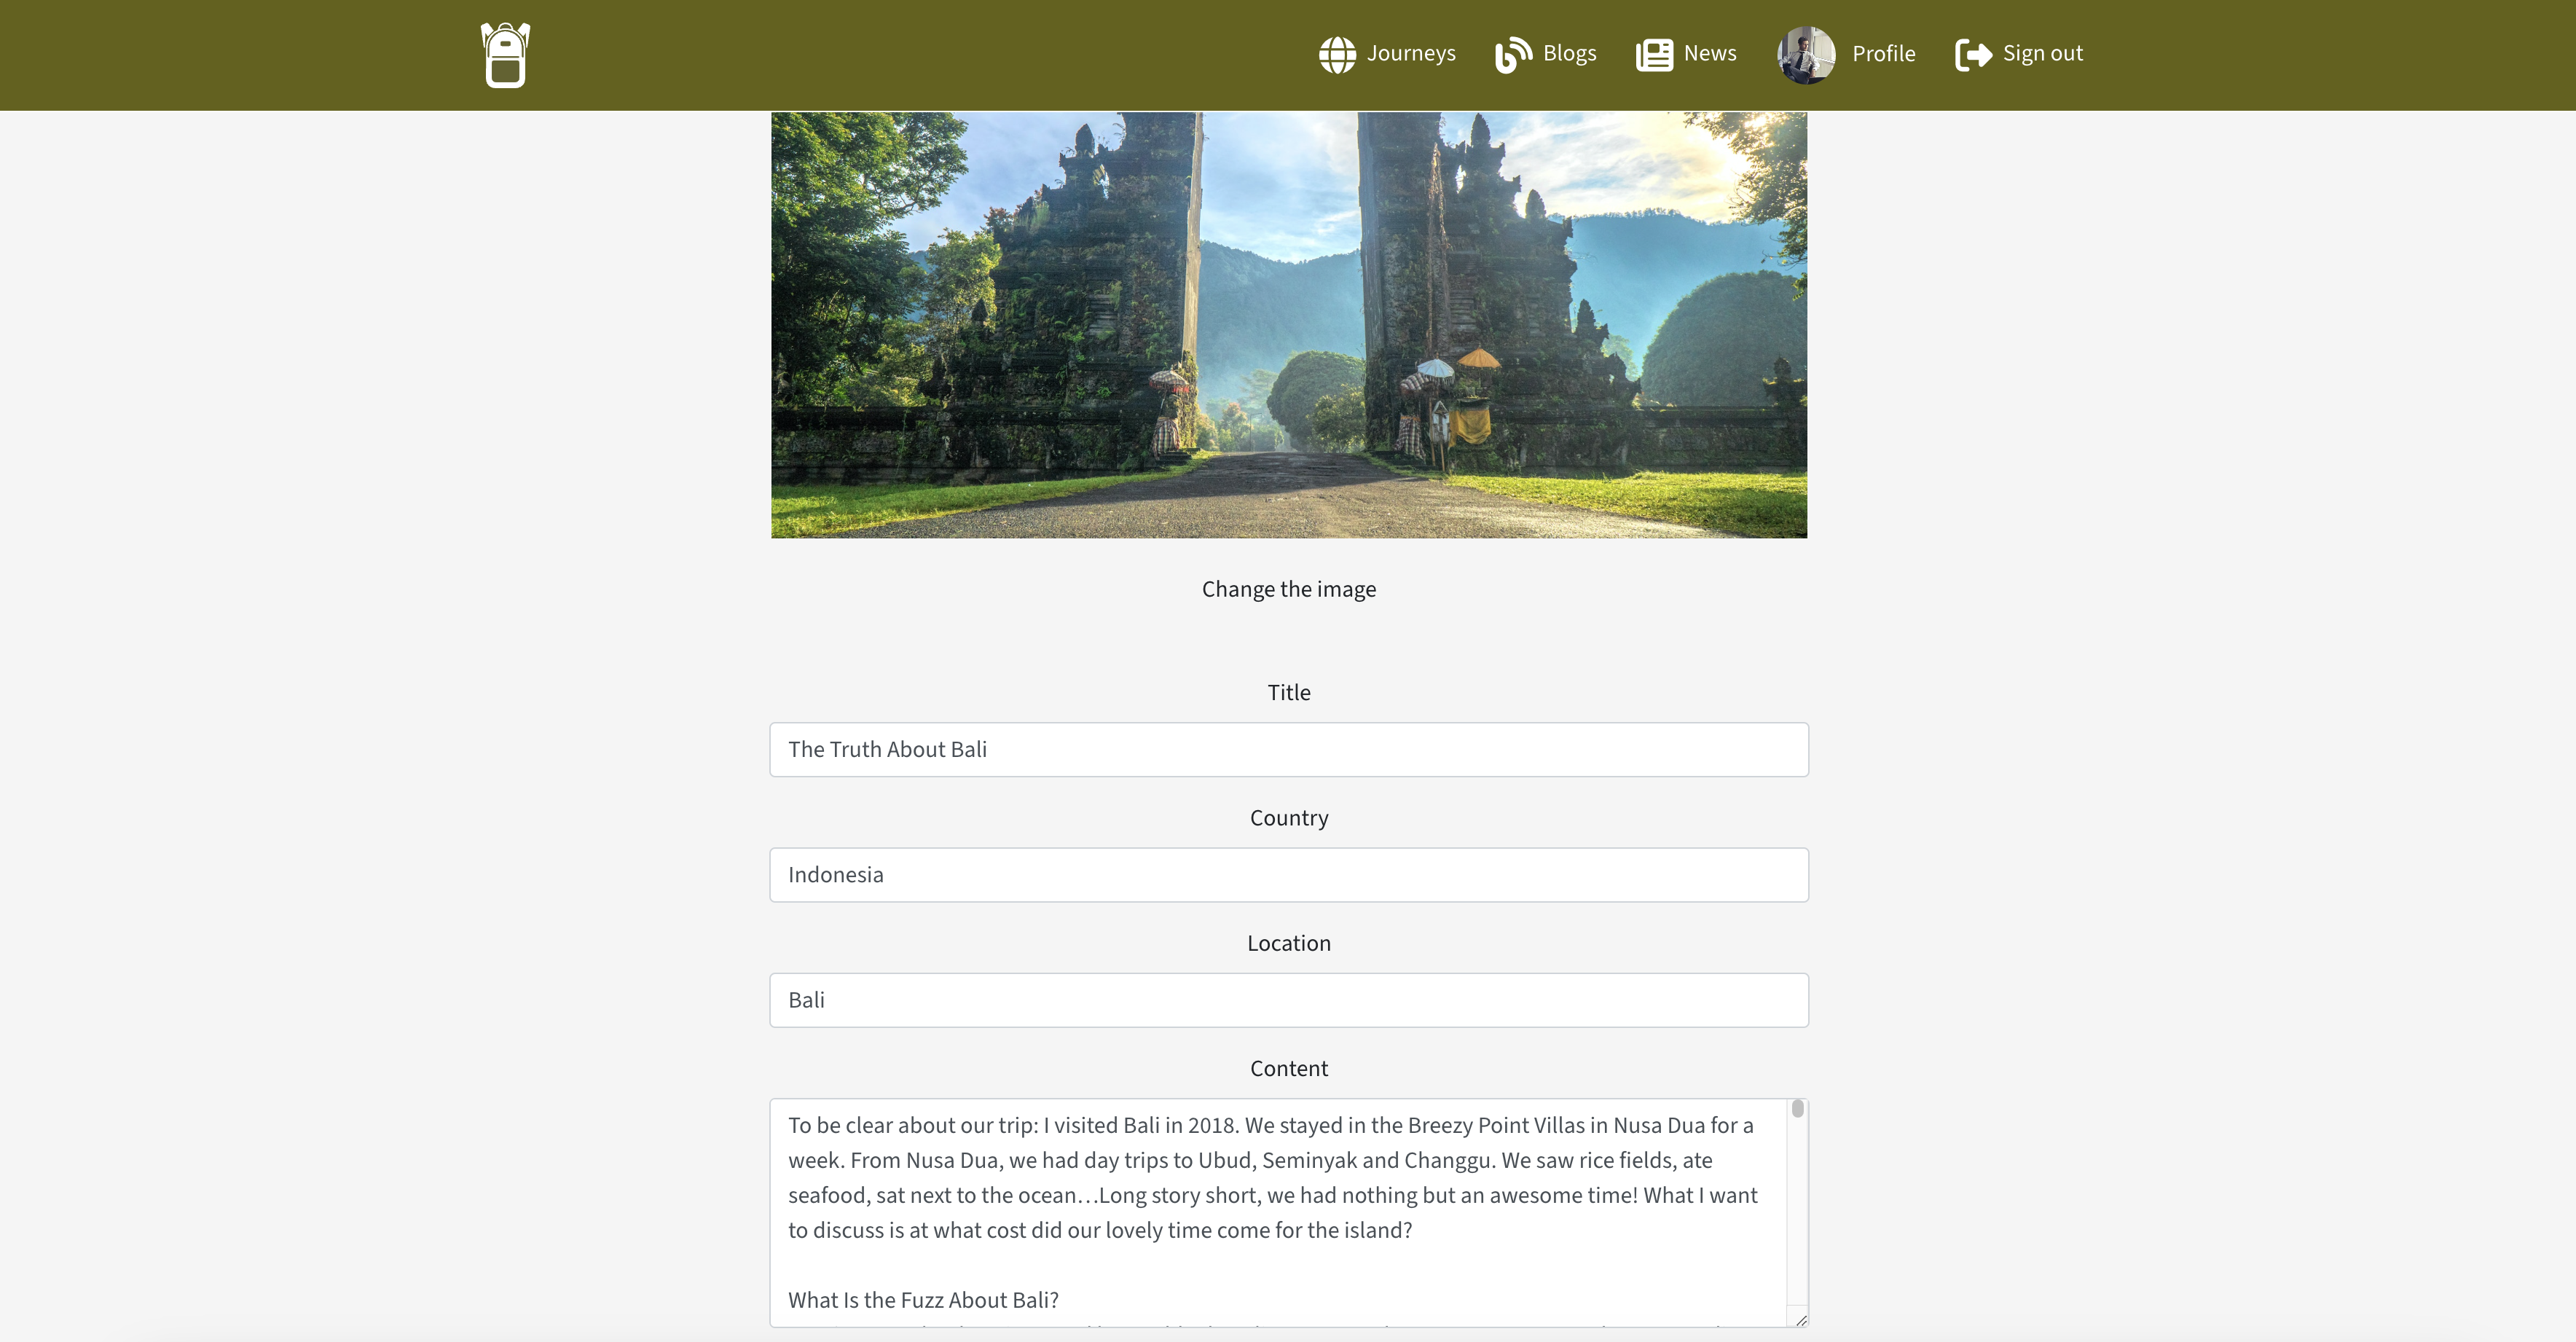 Journeys
Blogs
News
Profile
Sign out
Change the image
Title
The Truth About Bali
Country
Indonesia
Location
Bali
Content
To be clear about our trip: I visited Bali in 2018. We stayed in the Breezy Point Villas in Nusa Dua for a
week. From Nusa Dua, we had day trips to Ubud, Seminyak and Changgu. We saw rice fields, ate
seafood, sat next to the ocean…Long story short, we had nothing but an awesome time! What I want
to discuss is at what cost did our lovely time come for the island?
What Is the Fuzz About Bali?